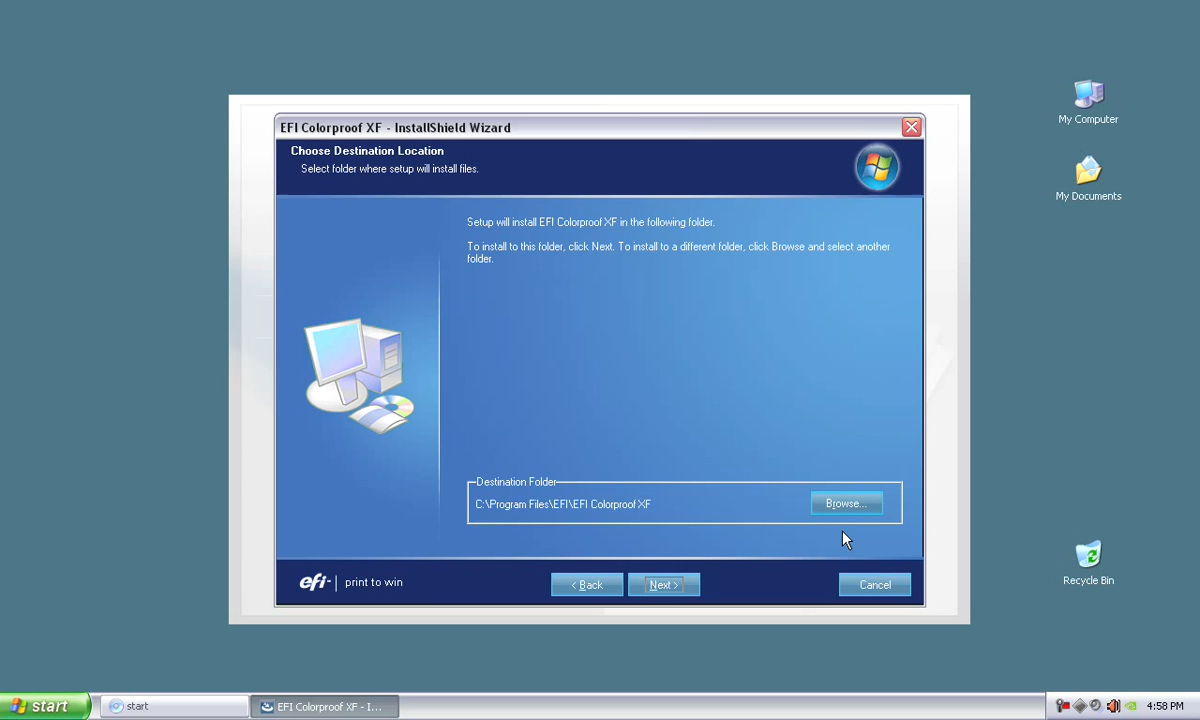 EFI Colorproof XF - InstallShield Wizard
Choose Destination Location
Select folder where setup will install files.
Setup will install EFI Colorproof XF in the following folder.
To install to this folder, click Next. To install to a different folder, click Browse and select another
folder.
Destination Folder
C:\Program Files\EFI\EFI Colorproof XF
Browse...
efi print to win
< Back
Next >
Cancel
My Computer
My Documents
Recycle Bin
start
start
EFI Colorproof XF - I...
4:58 PM